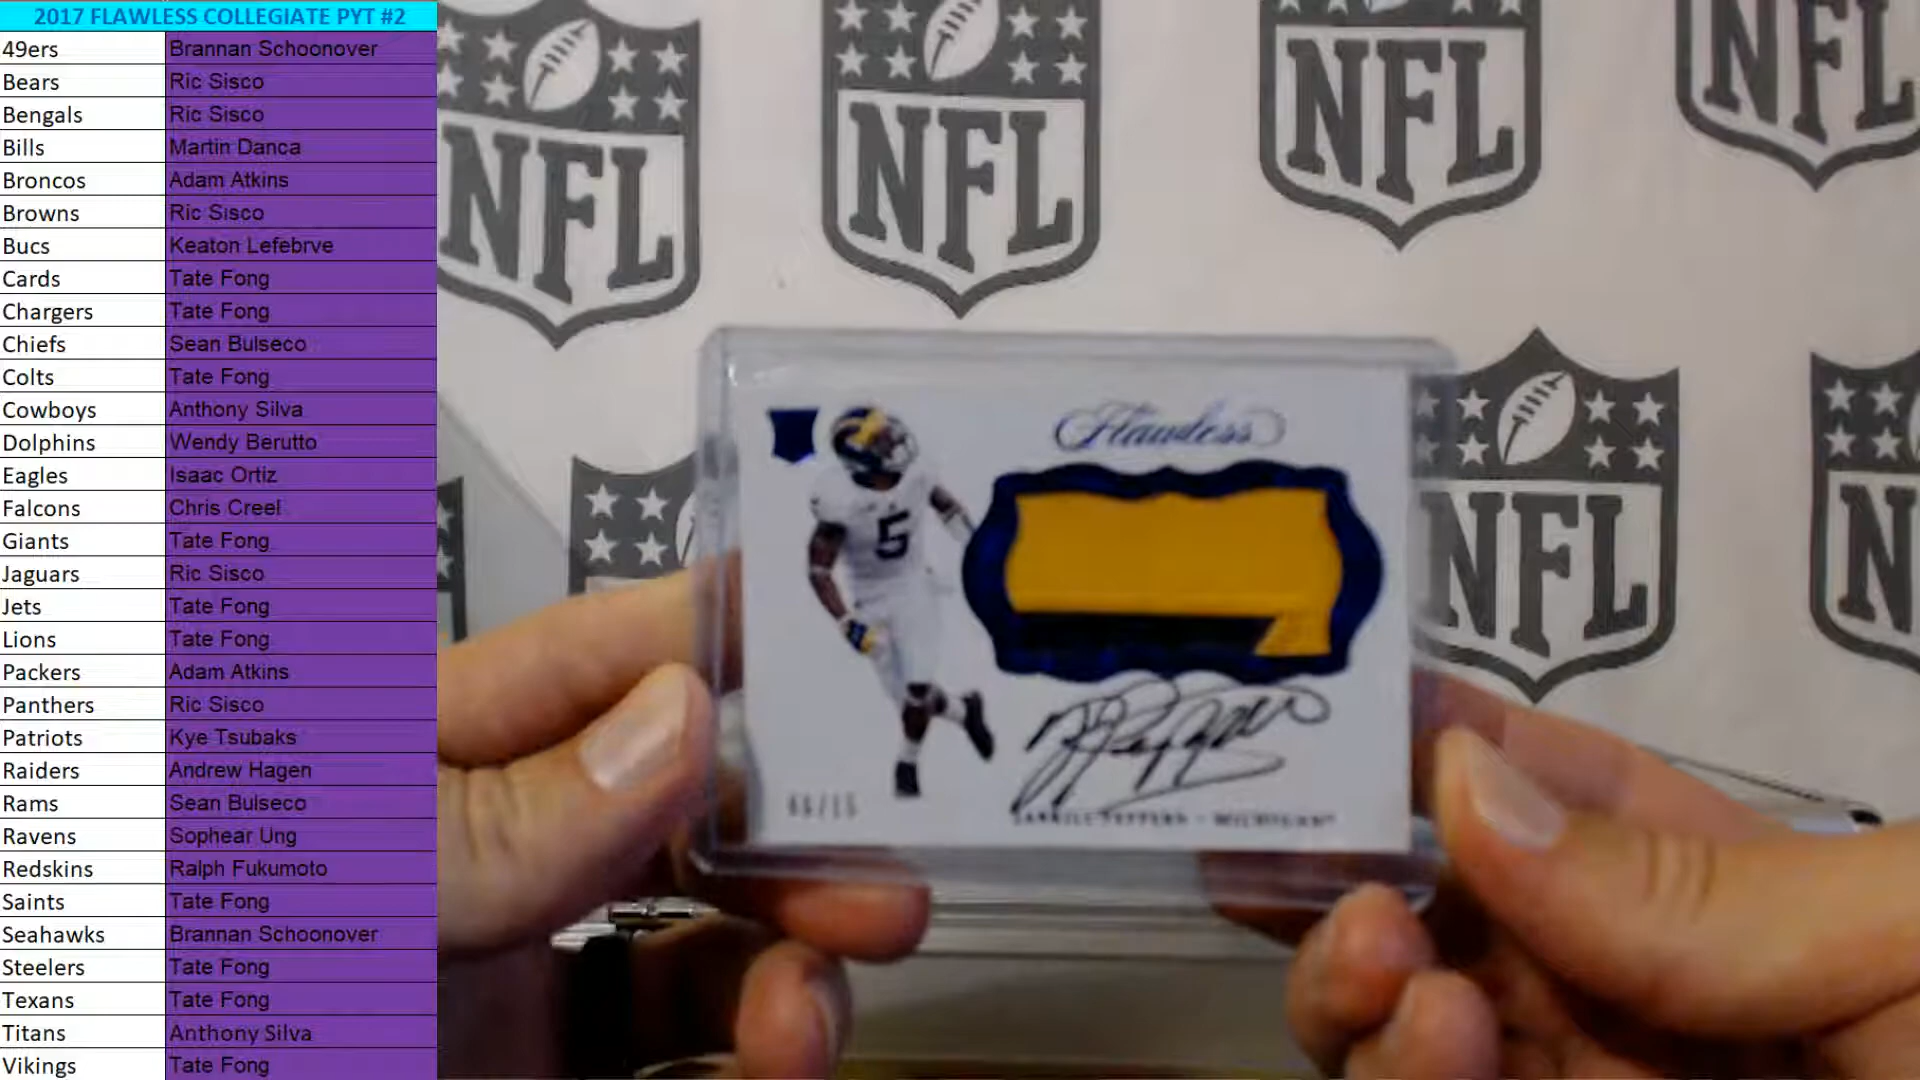 2017 FLAWLESS COLLEGIATE PYT #2
49ers Brannan Schoonover
Bears Ric Sisco
Bengals Ric Sisco
Bills Martin Danca
Broncos Adam Atkins
Browns Ric Sisco
Bucs Keaton Lefebrve
Cards Tate Fong
Chargers Tate Fong
Chiefs Sean Bulseco
Colts Tate Fong
Cowboys Anthony Silva
Dolphins Wendy Berutto
Eagles Isaac Ortiz
Falcons Chris Creel
Giants Tate Fong
Jaguars Ric Sisco
Jets Tate Fong
Lions Tate Fong
Packers Adam Atkins
Panthers Ric Sisco
Patriots Kye Tsubaks
Raiders Andrew Hagen
Rams Sean Bulseco
Ravens Sophear Ung
Redskins Ralph Fukumoto
Saints Tate Fong
Seahawks Brannan Schoonover
Steelers Tate Fong
Texans Tate Fong
Titans Anthony Silva
Vikings Tate Fong
NFL
NFL
NFL
NFL
NFL
Flawless
5
JABRILL PEPPERS - MICHIGAN